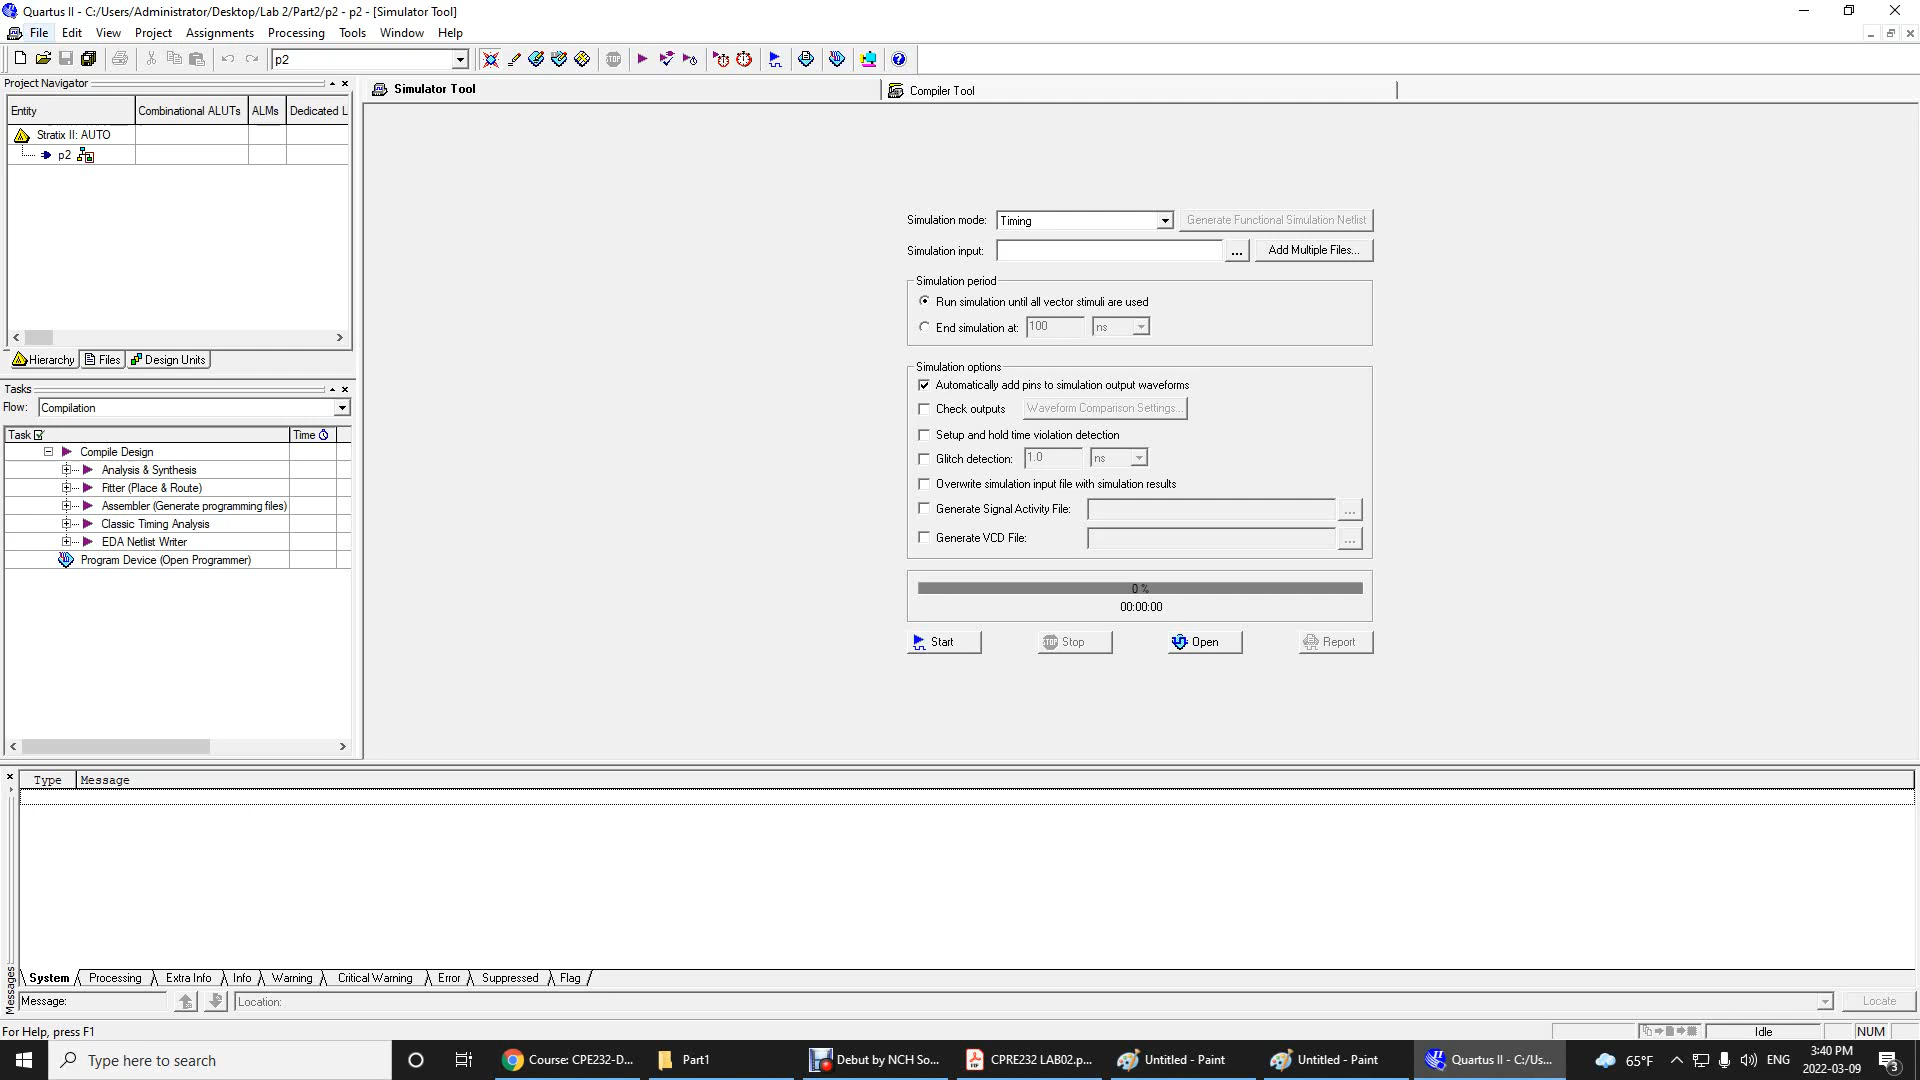 Quartus II - C:/Users/Administrator/Desktop/Lab 2/Part2/p2 - p2 - [Simulator Tool]
File Edit View Project Assignments Processing Tools Window Help
p2
Project Navigator
Entity Combinational ALUTs ALMs Dedicated L
Stratix II: AUTO
p2
Hierarchy Files Design Units
Tasks
Flow: Compilation
Task Time
Compile Design
Analysis & Synthesis
Fitter (Place & Route)
Assembler (Generate programming files)
Classic Timing Analysis
EDA Netlist Writer
Program Device (Open Programmer)
Simulator Tool Compiler Tool
Simulation mode: Timing Generate Functional Simulation Netlist
Simulation input: ... Add Multiple Files...
Simulation period
Run simulation until all vector stimuli are used
End simulation at: 100 ns
Simulation options
Automatically add pins to simulation output waveforms
Check outputs Waveform Comparison Settings...
Setup and hold time violation detection
Glitch detection: 1.0 ns
Overwrite simulation input file with simulation results
Generate Signal Activity File: ...
Generate VCD File: ...
0 %
00:00:00
Start Stop Open Report
Type Message
System Processing Extra Info Info Warning Critical Warning Error Suppressed Flag
Messages
Message: Location: Locate
For Help, press F1 Idle NUM
Type here to search Course: CPE232-D... Part1 Debut by NCH So... CPRE232 LAB02.p... Untitled - Paint Untitled - Paint Quartus II - C:/Us... 65°F ENG 3:40 PM
2022-03-09 3